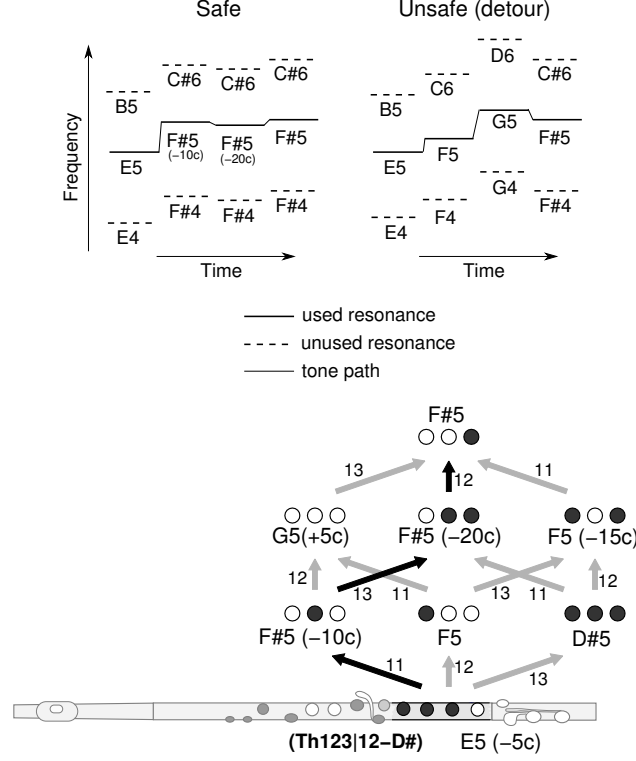 Safe
Unsafe (detour)
Frequency
B5
C#6
C#6
C#6
E5
F#5
(−10c)
F#5
(−20c)
F#5
E4
F#4
F#4
F#4
Time
B5
C6
D6
C#6
E5
F5
G5
F#5
E4
F4
G4
F#4
Time
used resonance
unused resonance
tone path
F#5
13
12
11
G5(+5c)
F#5 (−20c)
F5 (−15c)
12
13
11
13
11
12
F#5 (−10c)
F5
D#5
11
12
13
(Th123|12−D#)
E5 (−5c)